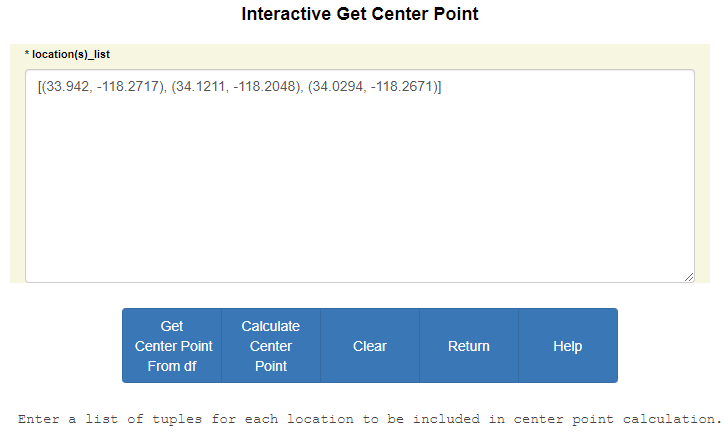 Interactive Get Center Point
* location(s)_list
[(33.942, -118.2717), (34.1211, -118.2048), (34.0294, -118.2671)]
Get
Center Point
From df
Calculate
Center
Point
Clear
Return
Help
Enter a list of tuples for each location to be included in center point calculation.